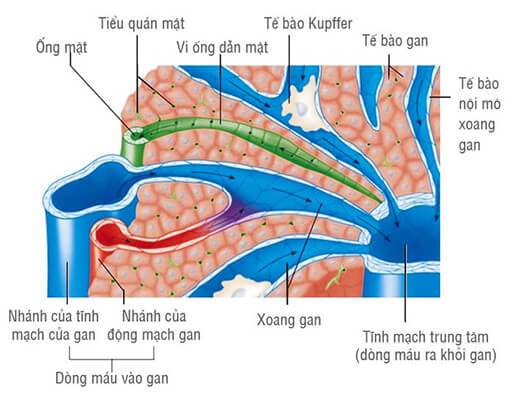 Tiểu quán mật
Ống mật
Vi ống dẫn mật
Tế bào Kupffer
Tế bào gan
Tế bào
nội mô
xoang
gan
Nhánh của tĩnh
mạch của gan
Nhánh của
động mạch gan
Dòng máu vào gan
Xoang gan
Tĩnh mạch trung tâm
(dòng máu ra khỏi gan)